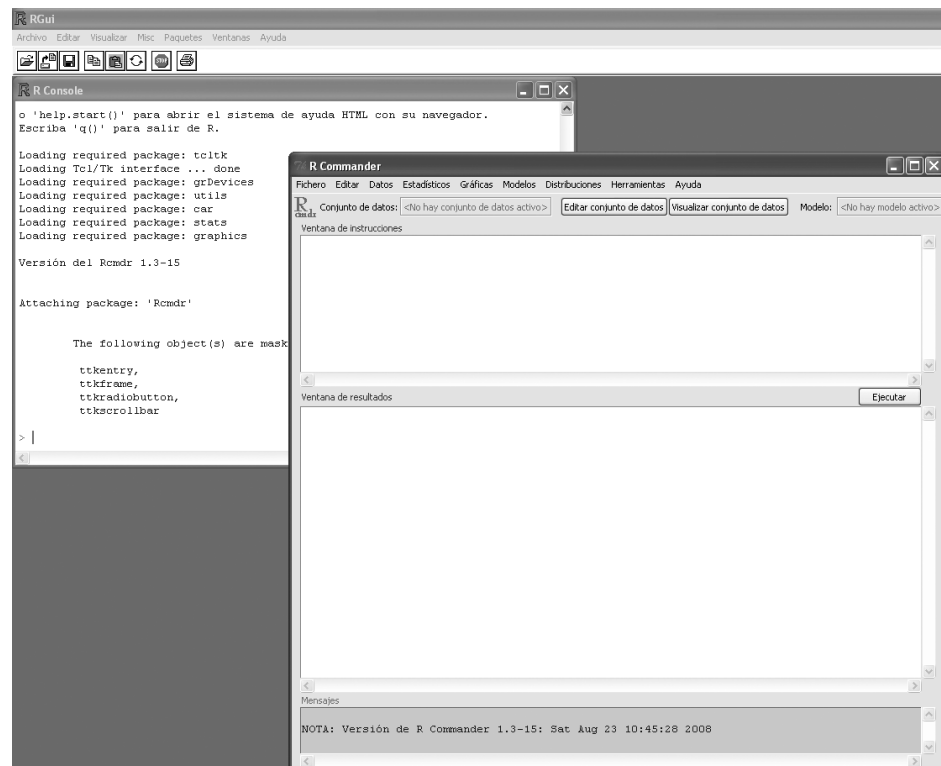 RGui
Archivo Editar Visualizar Misc Paquetes Ventanas Ayuda
STOP
R Console
o 'help.start()' para abrir el sistema de ayuda HTML con su navegador.
Escriba 'q()' para salir de R.
Loading required package: tcltk
Loading Tcl/Tk interface ... done
Loading required package: grDevices
Loading required package: utils
Loading required package: car
Loading required package: stats
Loading required package: graphics
Versión del Rcmdr 1.3-15
Attaching package: 'Rcmdr'
The following object(s) are mask
ttkentry,
ttkframe,
ttkradiobutton,
ttkscrollbar
>
R Commander
Fichero Editar Datos Estadísticos Gráficas Modelos Distribuciones Herramientas Ayuda
R cmdr Conjunto de datos: <No hay conjunto de datos activo> Editar conjunto de datos Visualizar conjunto de datos Modelo: <No hay modelo activo>
Ventana de instrucciones
Ventana de resultados Ejecutar
Mensajes
NOTA: Versión de R Commander 1.3-15: Sat Aug 23 10:45:28 2008